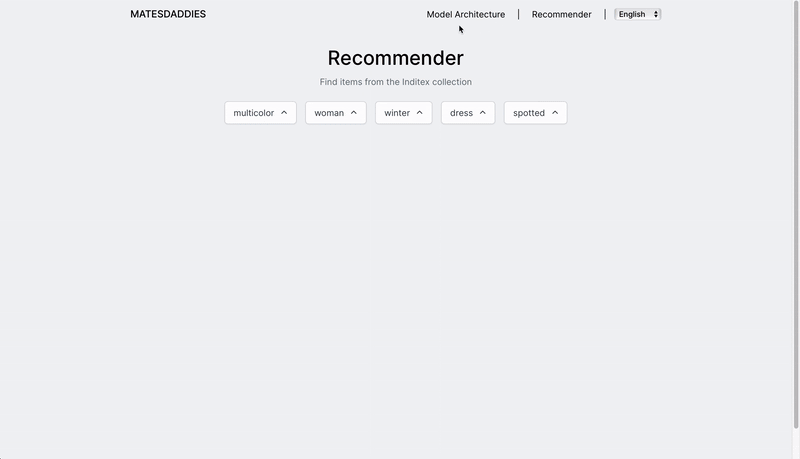 MATESDADDIES Model Architecture | Recommender | English
Recommender
Find items from the Inditex collection
multicolor woman winter dress spotted